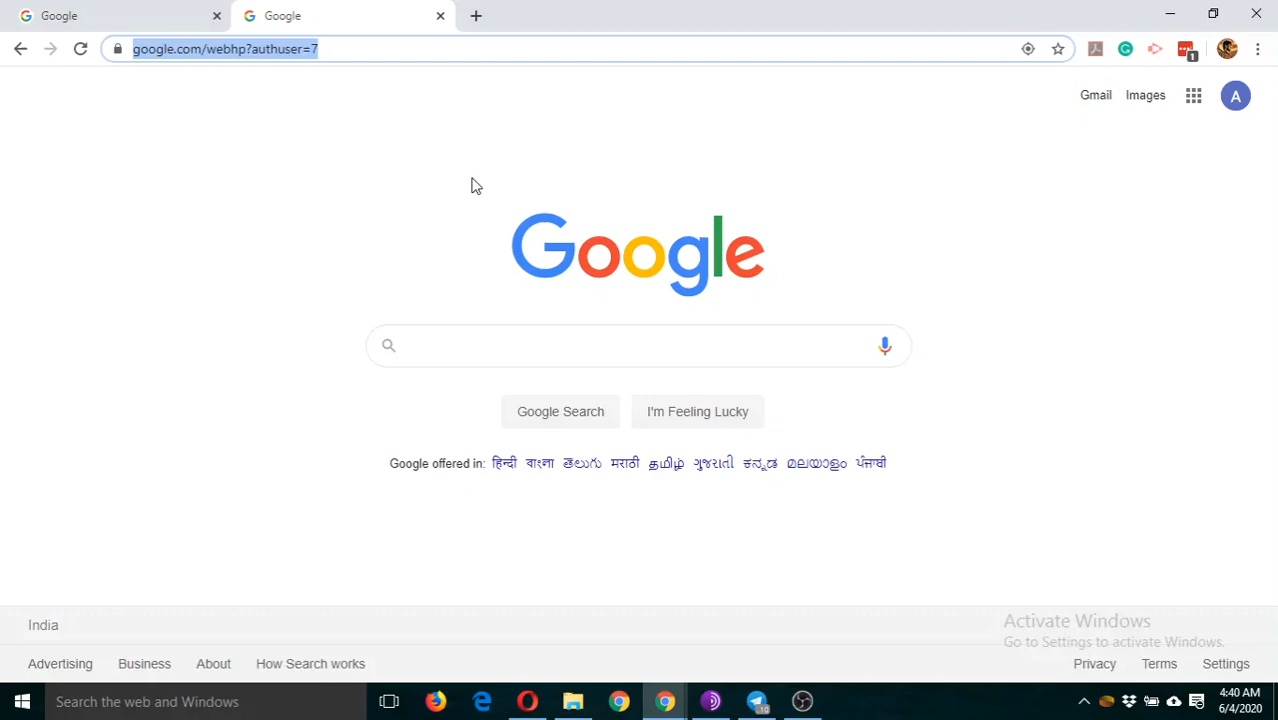 Google
Google
google.com/webhp?authuser=7
1
Gmail
Images
A
Google
Google Search
I'm Feeling Lucky
Google offered in: हिन्दी বাংলা తెలుగు मराठी தமிழ் ગુજરાતી ಕನ್ನಡ മലയാളം ਪੰਜਾਬੀ
India
Activate Windows
Go to Settings to activate Windows.
Advertising
Business
About
How Search works
Privacy
Terms
Settings
Search the web and Windows
10
4:40 AM
6/4/2020